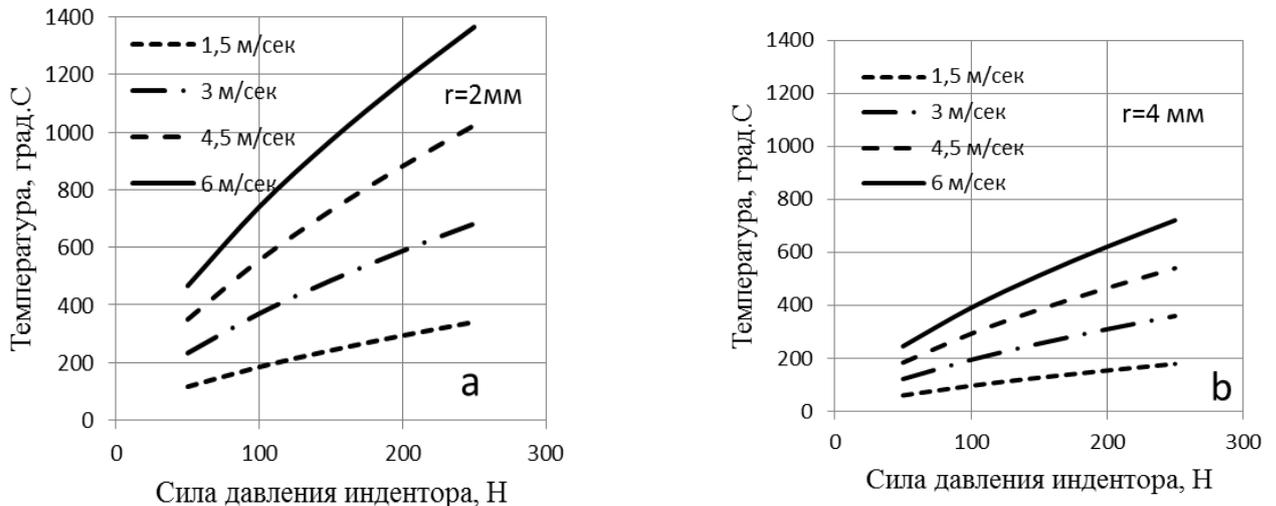 Температура, град.С
1400
1200
1000
800
600
400
200
0
1,5 м/сек
3 м/сек
4,5 м/сек
6 м/сек
r=2мм
a
0
100
200
300
Сила давления индентора, Н
Температура, град.С
1400
1200
1000
800
600
400
200
0
1,5 м/сек
3 м/сек
4,5 м/сек
6 м/сек
r=4 мм
b
0
100
200
300
Сила давления индентора, Н